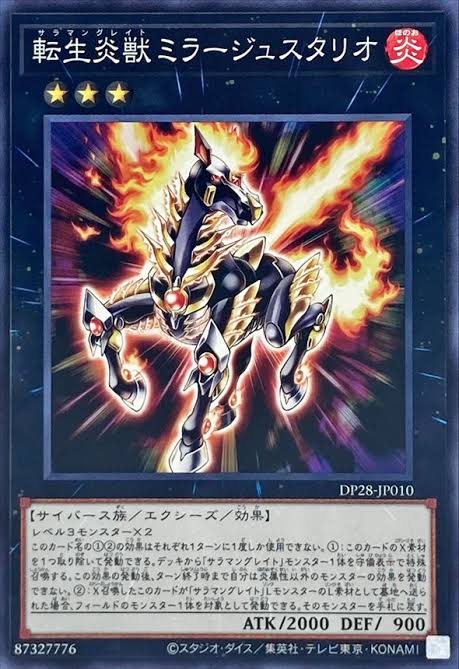 サラマングレイト
転生炎獣ミラージュスタリオ
ほのお
炎
DP28-JP010
【サイバース族/エクシーズ/効果】
レベル3モンスター×2
このカード名の①②の効果はそれぞれ1ターンに1度しか使用できない。①:このカードのX素材
を1つ取り除いて発動できる。デッキから「サラマングレイト」モンスター1体を守備表示で特殊
召喚する。この効果の発動後、ターン終了時まで自分は炎属性以外のモンスターの効果を発動
できない。②:X召喚したこのカードが「サラマングレイト」LモンスターのL素材として墓地へ送ら
れた場合、フィールドのモンスター1体を対象として発動できる。そのモンスターを手札に戻す。
ATK/2000 DEF/ 900
87327776
©スタジオ・ダイス/集英社・テレビ東京・KONAMI